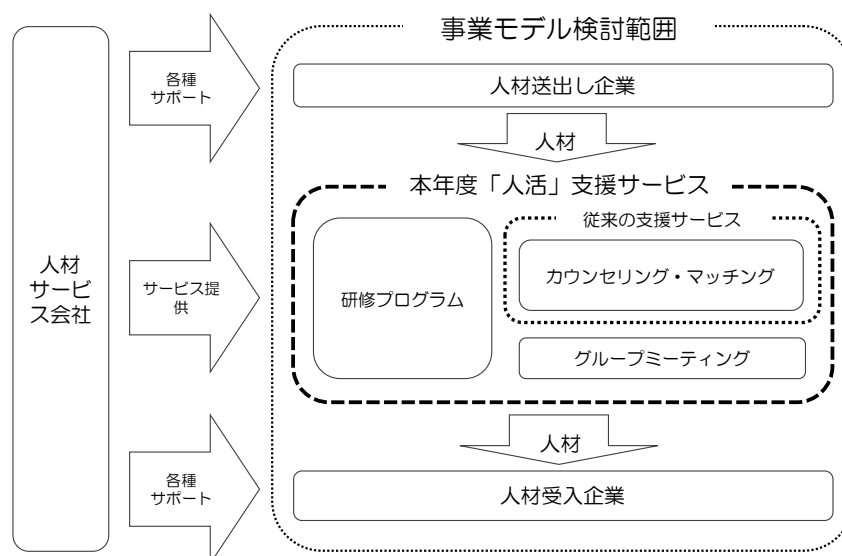 事業モデル検討範囲
人材
サービ
ス会社
各種
サポート
人材送出し企業
人材
本年度「人活」支援サービス
従来の支援サービス
サービス提
供
研修プログラム
カウンセリング・マッチング
グループミーティング
人材
各種
サポート
人材受入企業